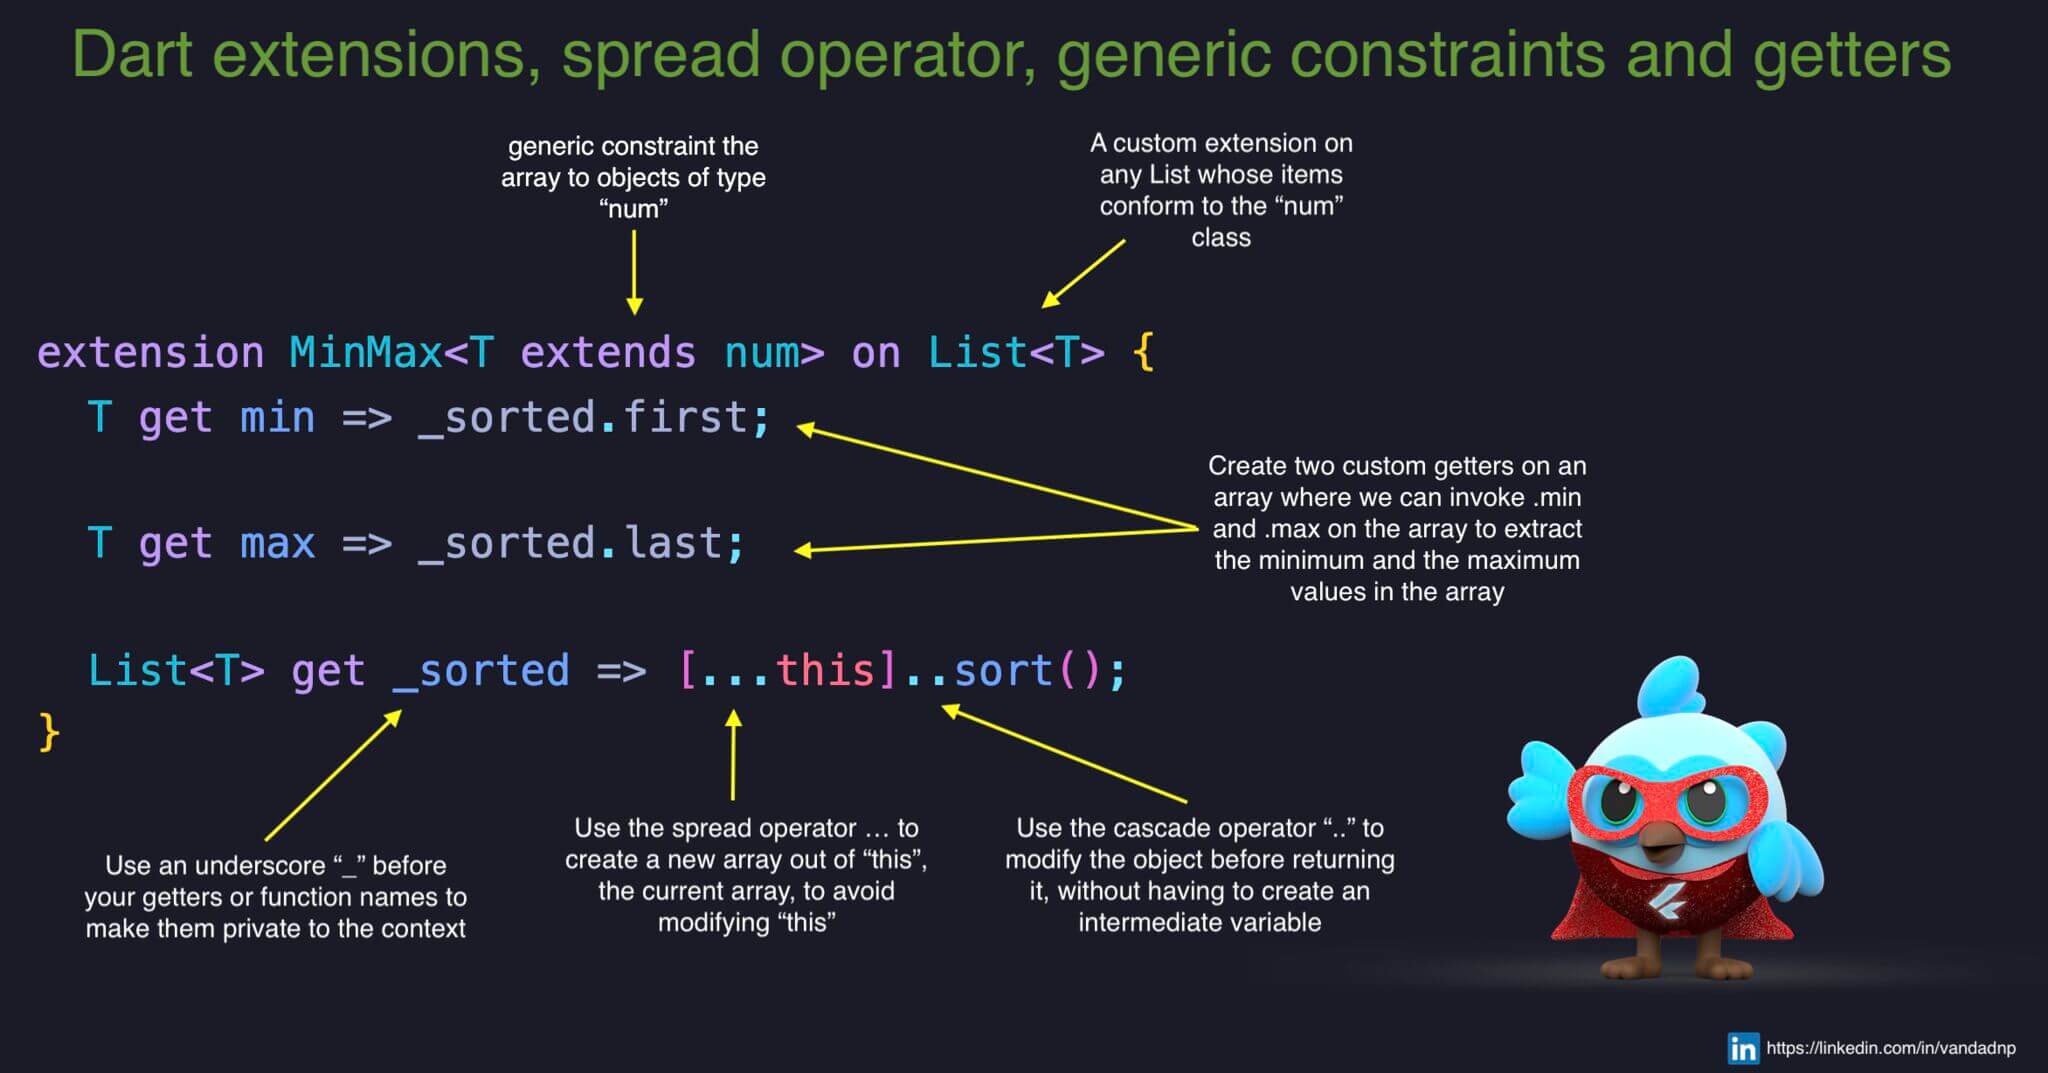 Dart extensions, spread operator, generic constraints and getters
generic constraint the
array to objects of type
“num”
A custom extension on
any List whose items
conform to the “num”
class
extension MinMax<T extends num> on List<T> {
T get min => _sorted.first;
T get max => _sorted.last;
Create two custom getters on an
array where we can invoke .min
and .max on the array to extract
the minimum and the maximum
values in the array
List<T> get _sorted => [...this]..sort();
}
Use an underscore “_” before
your getters or function names to
make them private to the context
Use the spread operator … to
create a new array out of “this”,
the current array, to avoid
modifying “this”
Use the cascade operator “..” to
modify the object before returning
it, without having to create an
intermediate variable
in https://linkedin.com/in/vandadnp